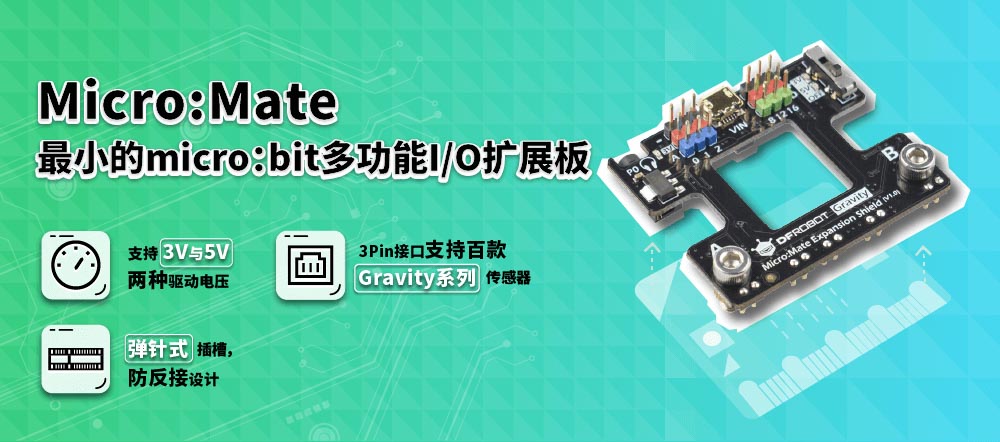 Micro:Mate
最小的micro:bit多功能I/O扩展板
支持 3V与5V
两种驱动电压
3Pin接口支持百款
Gravity系列 传感器
弹针式 插槽，
防反接设计
VIN
8 12 16
0 1 2
P0
A
B
DFROBOT Gravity
Micro:Mate Expansion Shield (V1.0)